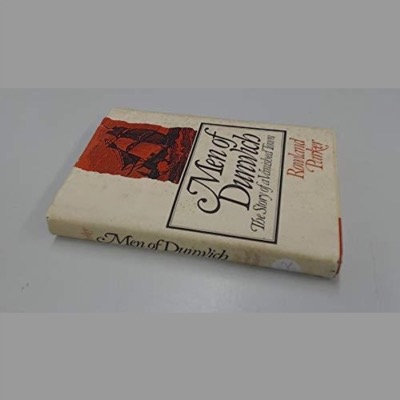 Men of
Dunwich
The Story of a Vanished Town
Rowland
Parker
Men of Dunwich